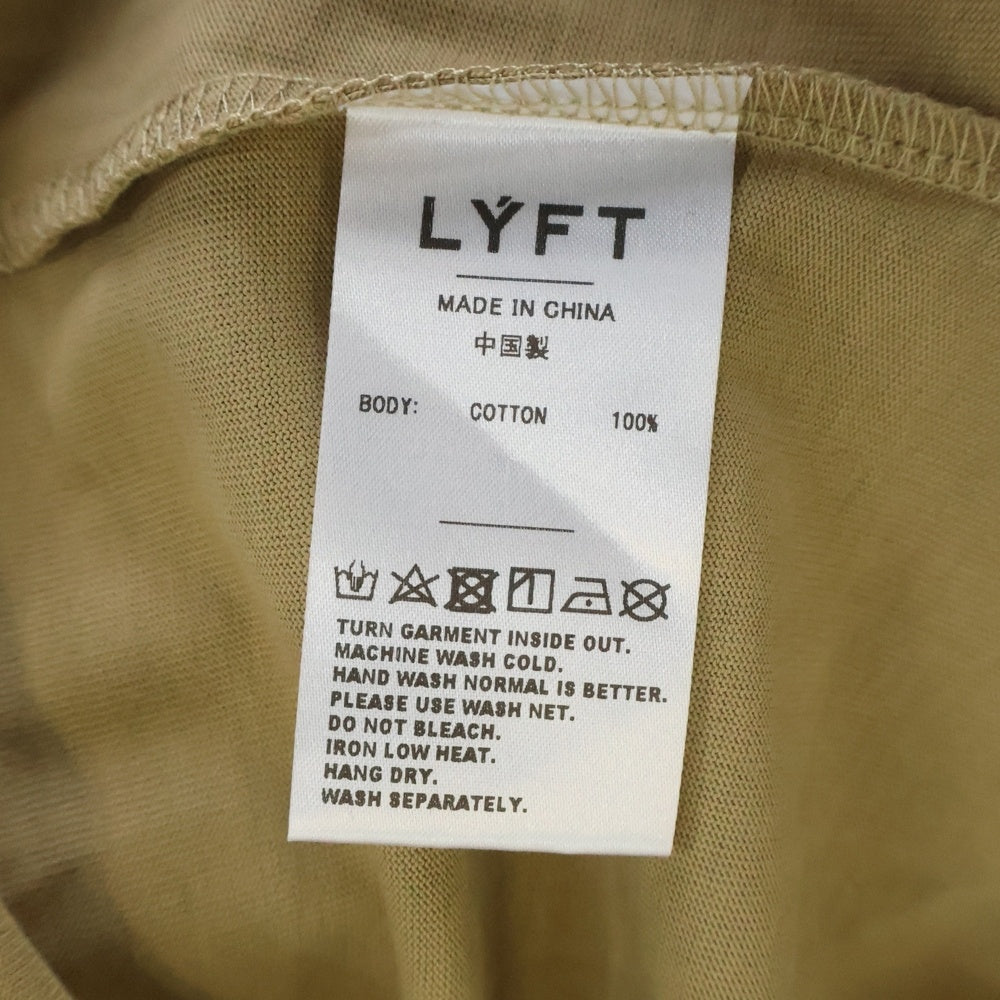 LÝFT
MADE IN CHINA
中国製
BODY: COTTON 100%
TURN GARMENT INSIDE OUT.
MACHINE WASH COLD.
HAND WASH NORMAL IS BETTER.
PLEASE USE WASH NET.
DO NOT BLEACH.
IRON LOW HEAT.
HANG DRY.
WASH SEPARATELY.